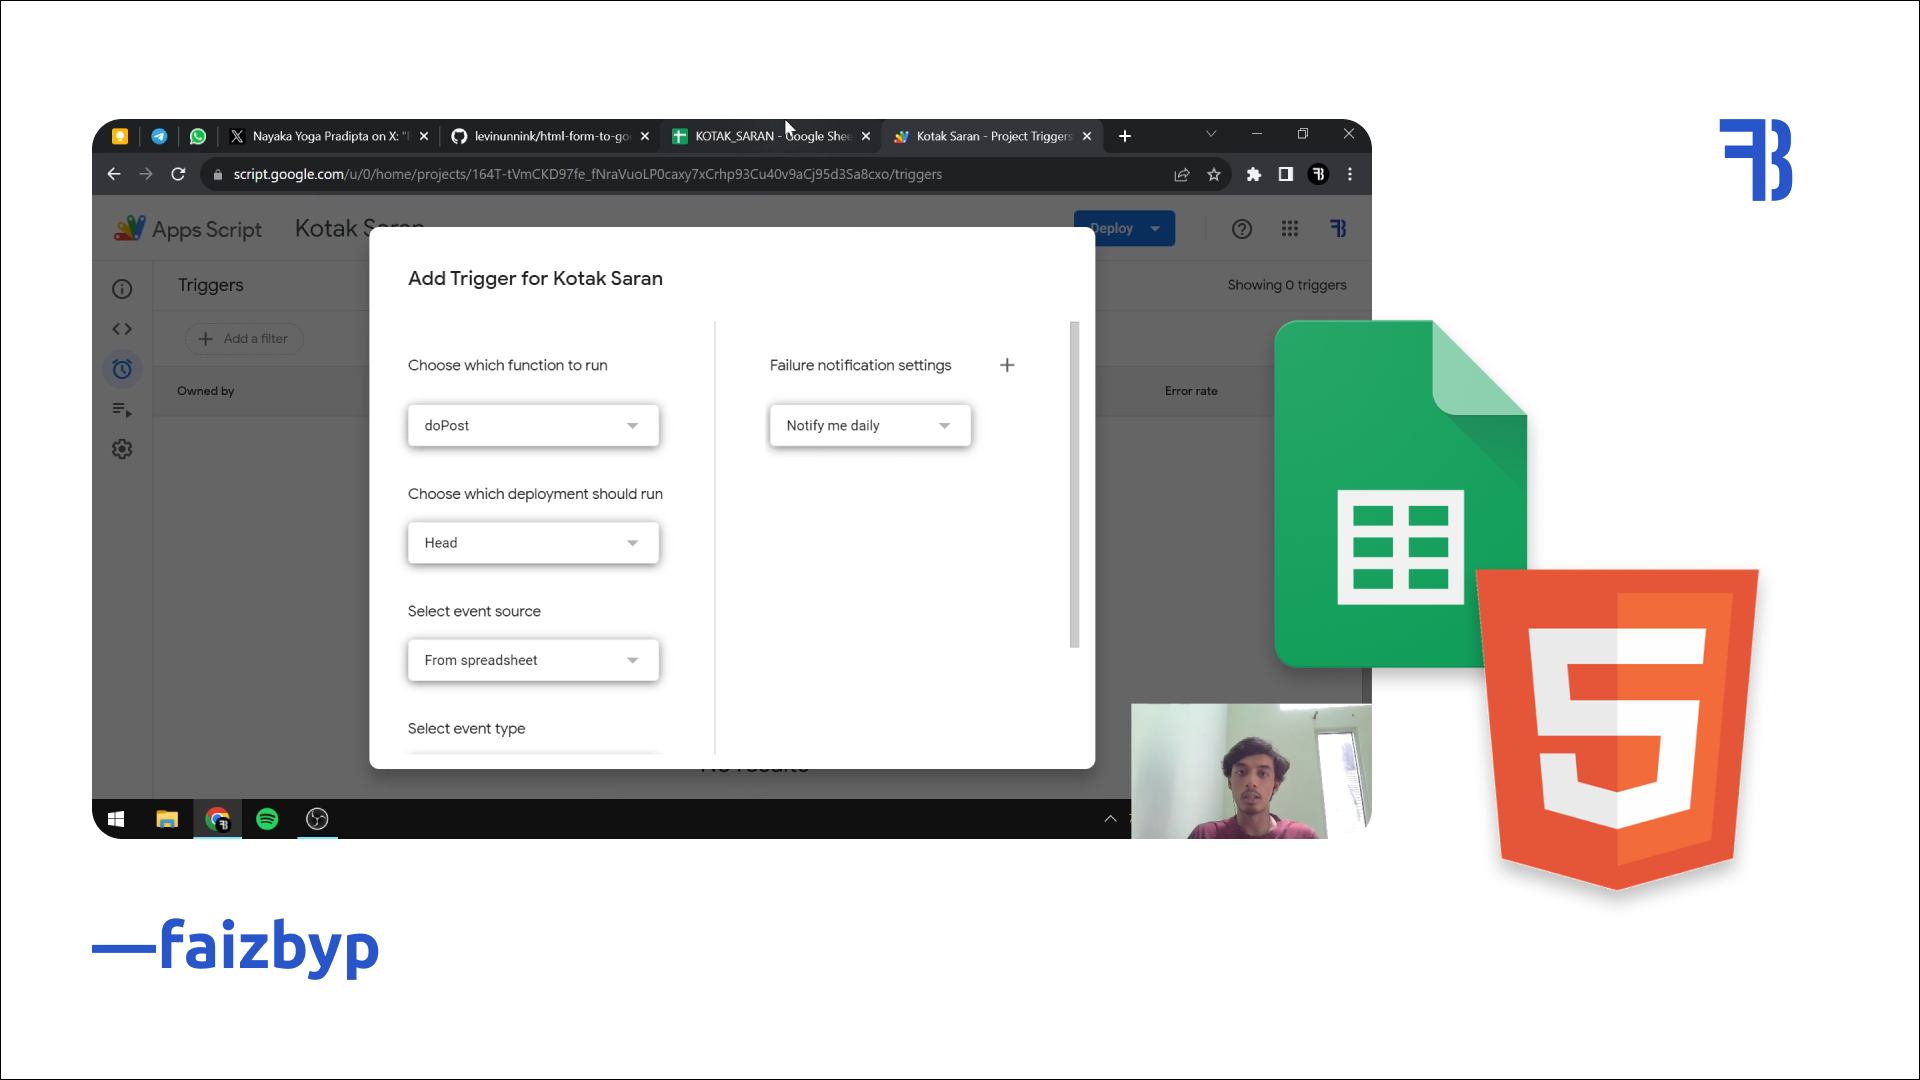 Nayaka Yoga Pradipta on X: "
levinunnink/html-form-to-go
KOTAK_SARAN - Google Shee
Kotak Saran - Project Triggers
script.google.com/u/0/home/projects/164T-tVmCKD97fe_fNraVuoLP0caxy7xCrhp93Cu40v9aCj95d3Sa8cxo/triggers
Apps Script
Kotak Saran
Deploy
Add Trigger for Kotak Saran
Triggers
Showing 0 triggers
Add a filter
Choose which function to run
Failure notification settings
Owned by
Error rate
doPost
Notify me daily
Choose which deployment should run
Head
Select event source
From spreadsheet
Select event type
No results
—faizbyp